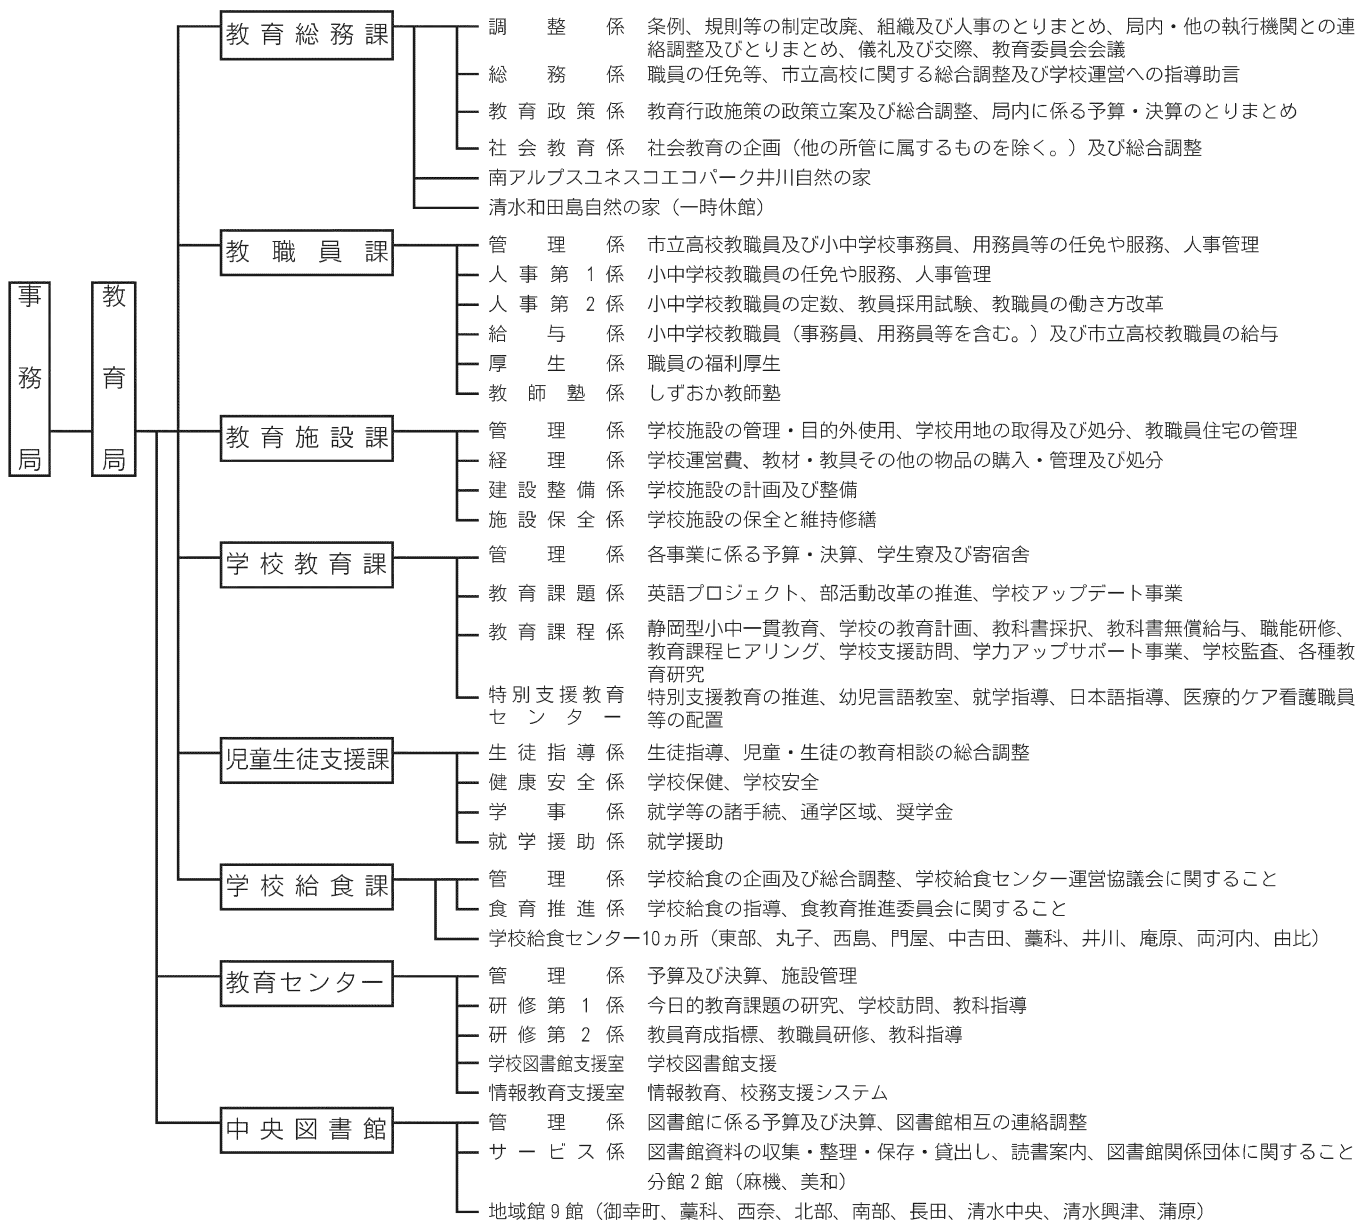 事務局
教育局
教育総務課
調整係 条例、規則等の制定改廃、組織及び人事のとりまとめ、局内・他の執行機関との連
絡調整及びとりまとめ、儀礼及び交際、教育委員会会議
総務係 職員の任免等、市立高校に関する総合調整及び学校運営への指導助言
教育政策係 教育行政施策の政策立案及び総合調整、局内に係る予算・決算のとりまとめ
社会教育係 社会教育の企画（他の所管に属するものを除く。）及び総合調整
南アルプスユネスコエコパーク井川自然の家
清水和田島自然の家（一時休館）
教職員課
管理係 市立高校教職員及び小中学校事務員、用務員等の任免や服務、人事管理
人事第1係 小中学校教職員の任免や服務、人事管理
人事第2係 小中学校教職員の定数、教員採用試験、教職員の働き方改革
給与係 小中学校教職員（事務員、用務員等を含む。）及び市立高校教職員の給与
厚生係 職員の福利厚生
教師塾係 しずおか教師塾
教育施設課
管理係 学校施設の管理・目的外使用、学校用地の取得及び処分、教職員住宅の管理
経理係 学校運営費、教材・教具その他の物品の購入・管理及び処分
建設整備係 学校施設の計画及び整備
施設保全係 学校施設の保全と維持修繕
学校教育課
管理係 各事業に係る予算・決算、学生寮及び寄宿舎
教育課題係 英語プロジェクト、部活動改革の推進、学校アップデート事業
教育課程係 静岡型小中一貫教育、学校の教育計画、教科書採択、教科書無償給与、職能研修、
教育課程ヒアリング、学校支援訪問、学力アップサポート事業、学校監査、各種教
育研究
特別支援教育 特別支援教育の推進、幼児言語教室、就学指導、日本語指導、医療的ケア看護職員
センター 等の配置
児童生徒支援課
生徒指導係 生徒指導、児童・生徒の教育相談の総合調整
健康安全係 学校保健、学校安全
学事係 就学等の諸手続、通学区域、奨学金
就学援助係 就学援助
学校給食課
管理係 学校給食の企画及び総合調整、学校給食センター運営協議会に関すること
食育推進係 学校給食の指導、食教育推進委員会に関すること
学校給食センター10ヵ所（東部、丸子、西島、門屋、中吉田、藁科、井川、庵原、両河内、由比）
教育センター
管理係 予算及び決算、施設管理
研修第1係 今日的教育課題の研究、学校訪問、教科指導
研修第2係 教員育成指標、教職員研修、教科指導
学校図書館支援室 学校図書館支援
情報教育支援室 情報教育、校務支援システム
中央図書館
管理係 図書館に係る予算及び決算、図書館相互の連絡調整
サービス係 図書館資料の収集・整理・保存・貸出し、読書案内、図書館関係団体に関すること
分館2館（麻機、美和）
地域館9館（御幸町、藁科、西奈、北部、南部、長田、清水中央、清水興津、蒲原）